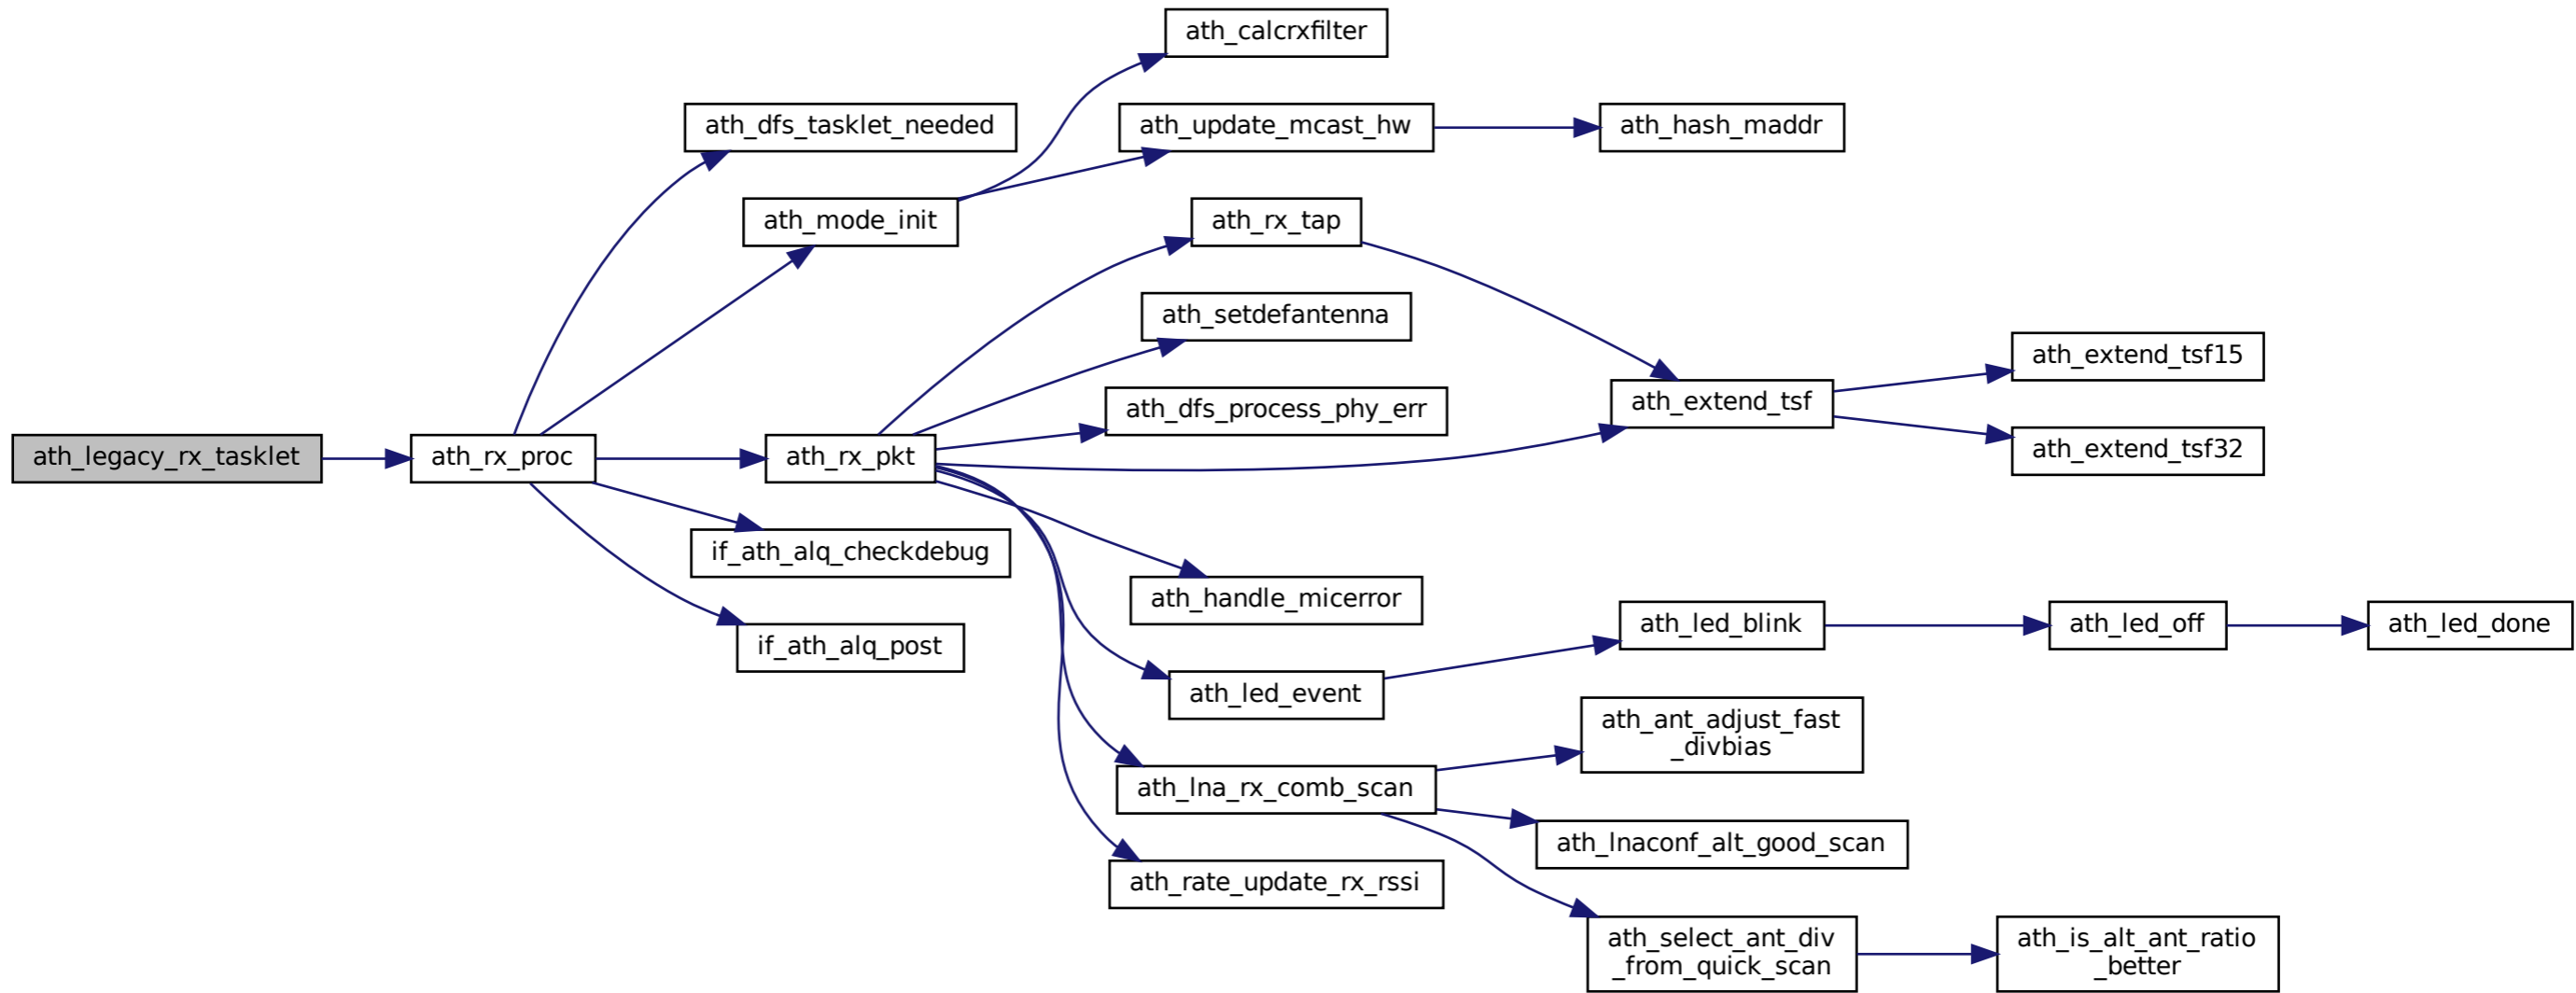 ath_calcrxfilter
ath_dfs_tasklet_needed
ath_update_mcast_hw
ath_hash_maddr
ath_mode_init
ath_rx_tap
ath_setdefantenna
ath_extend_tsf15
ath_dfs_process_phy_err
ath_extend_tsf
ath_legacy_rx_tasklet
ath_rx_proc
ath_rx_pkt
ath_extend_tsf32
if_ath_alq_checkdebug
ath_handle_micerror
if_ath_alq_post
ath_led_blink
ath_led_off
ath_led_done
ath_led_event
ath_ant_adjust_fast
_divbias
ath_lna_rx_comb_scan
ath_lnaconf_alt_good_scan
ath_rate_update_rx_rssi
ath_select_ant_div
_from_quick_scan
ath_is_alt_ant_ratio
_better